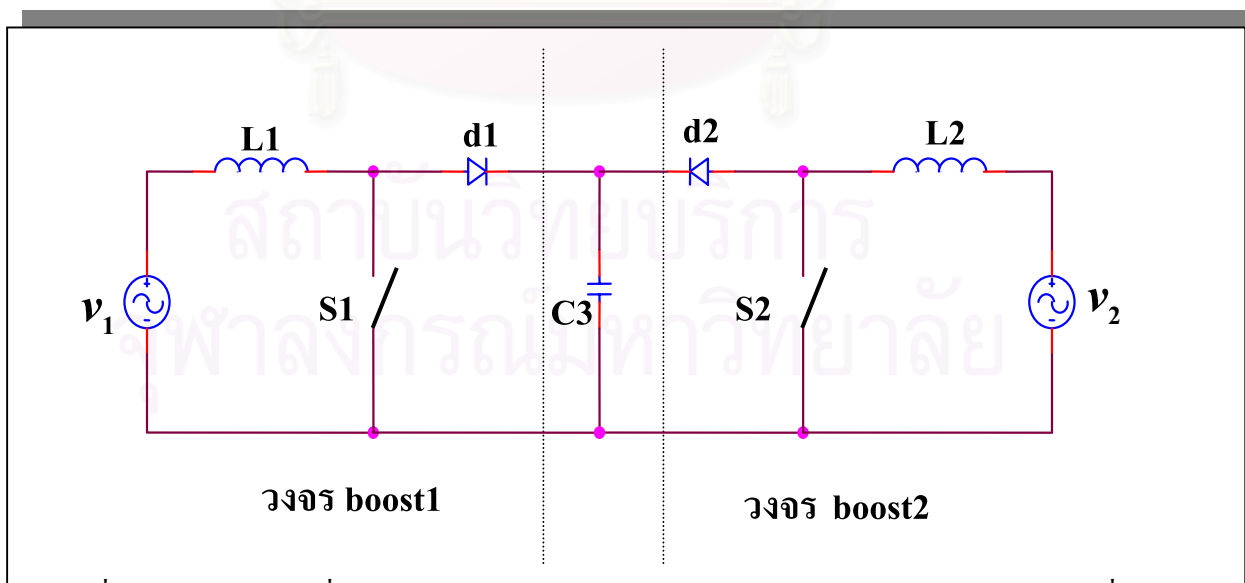 L1
d1
d2
L2
v1
S1
C3
S2
v2
วงจร boost1
วงจร boost2
สถาบันวิทยบริการ
จุฬาลงกรณ์มหาวิทยาลัย